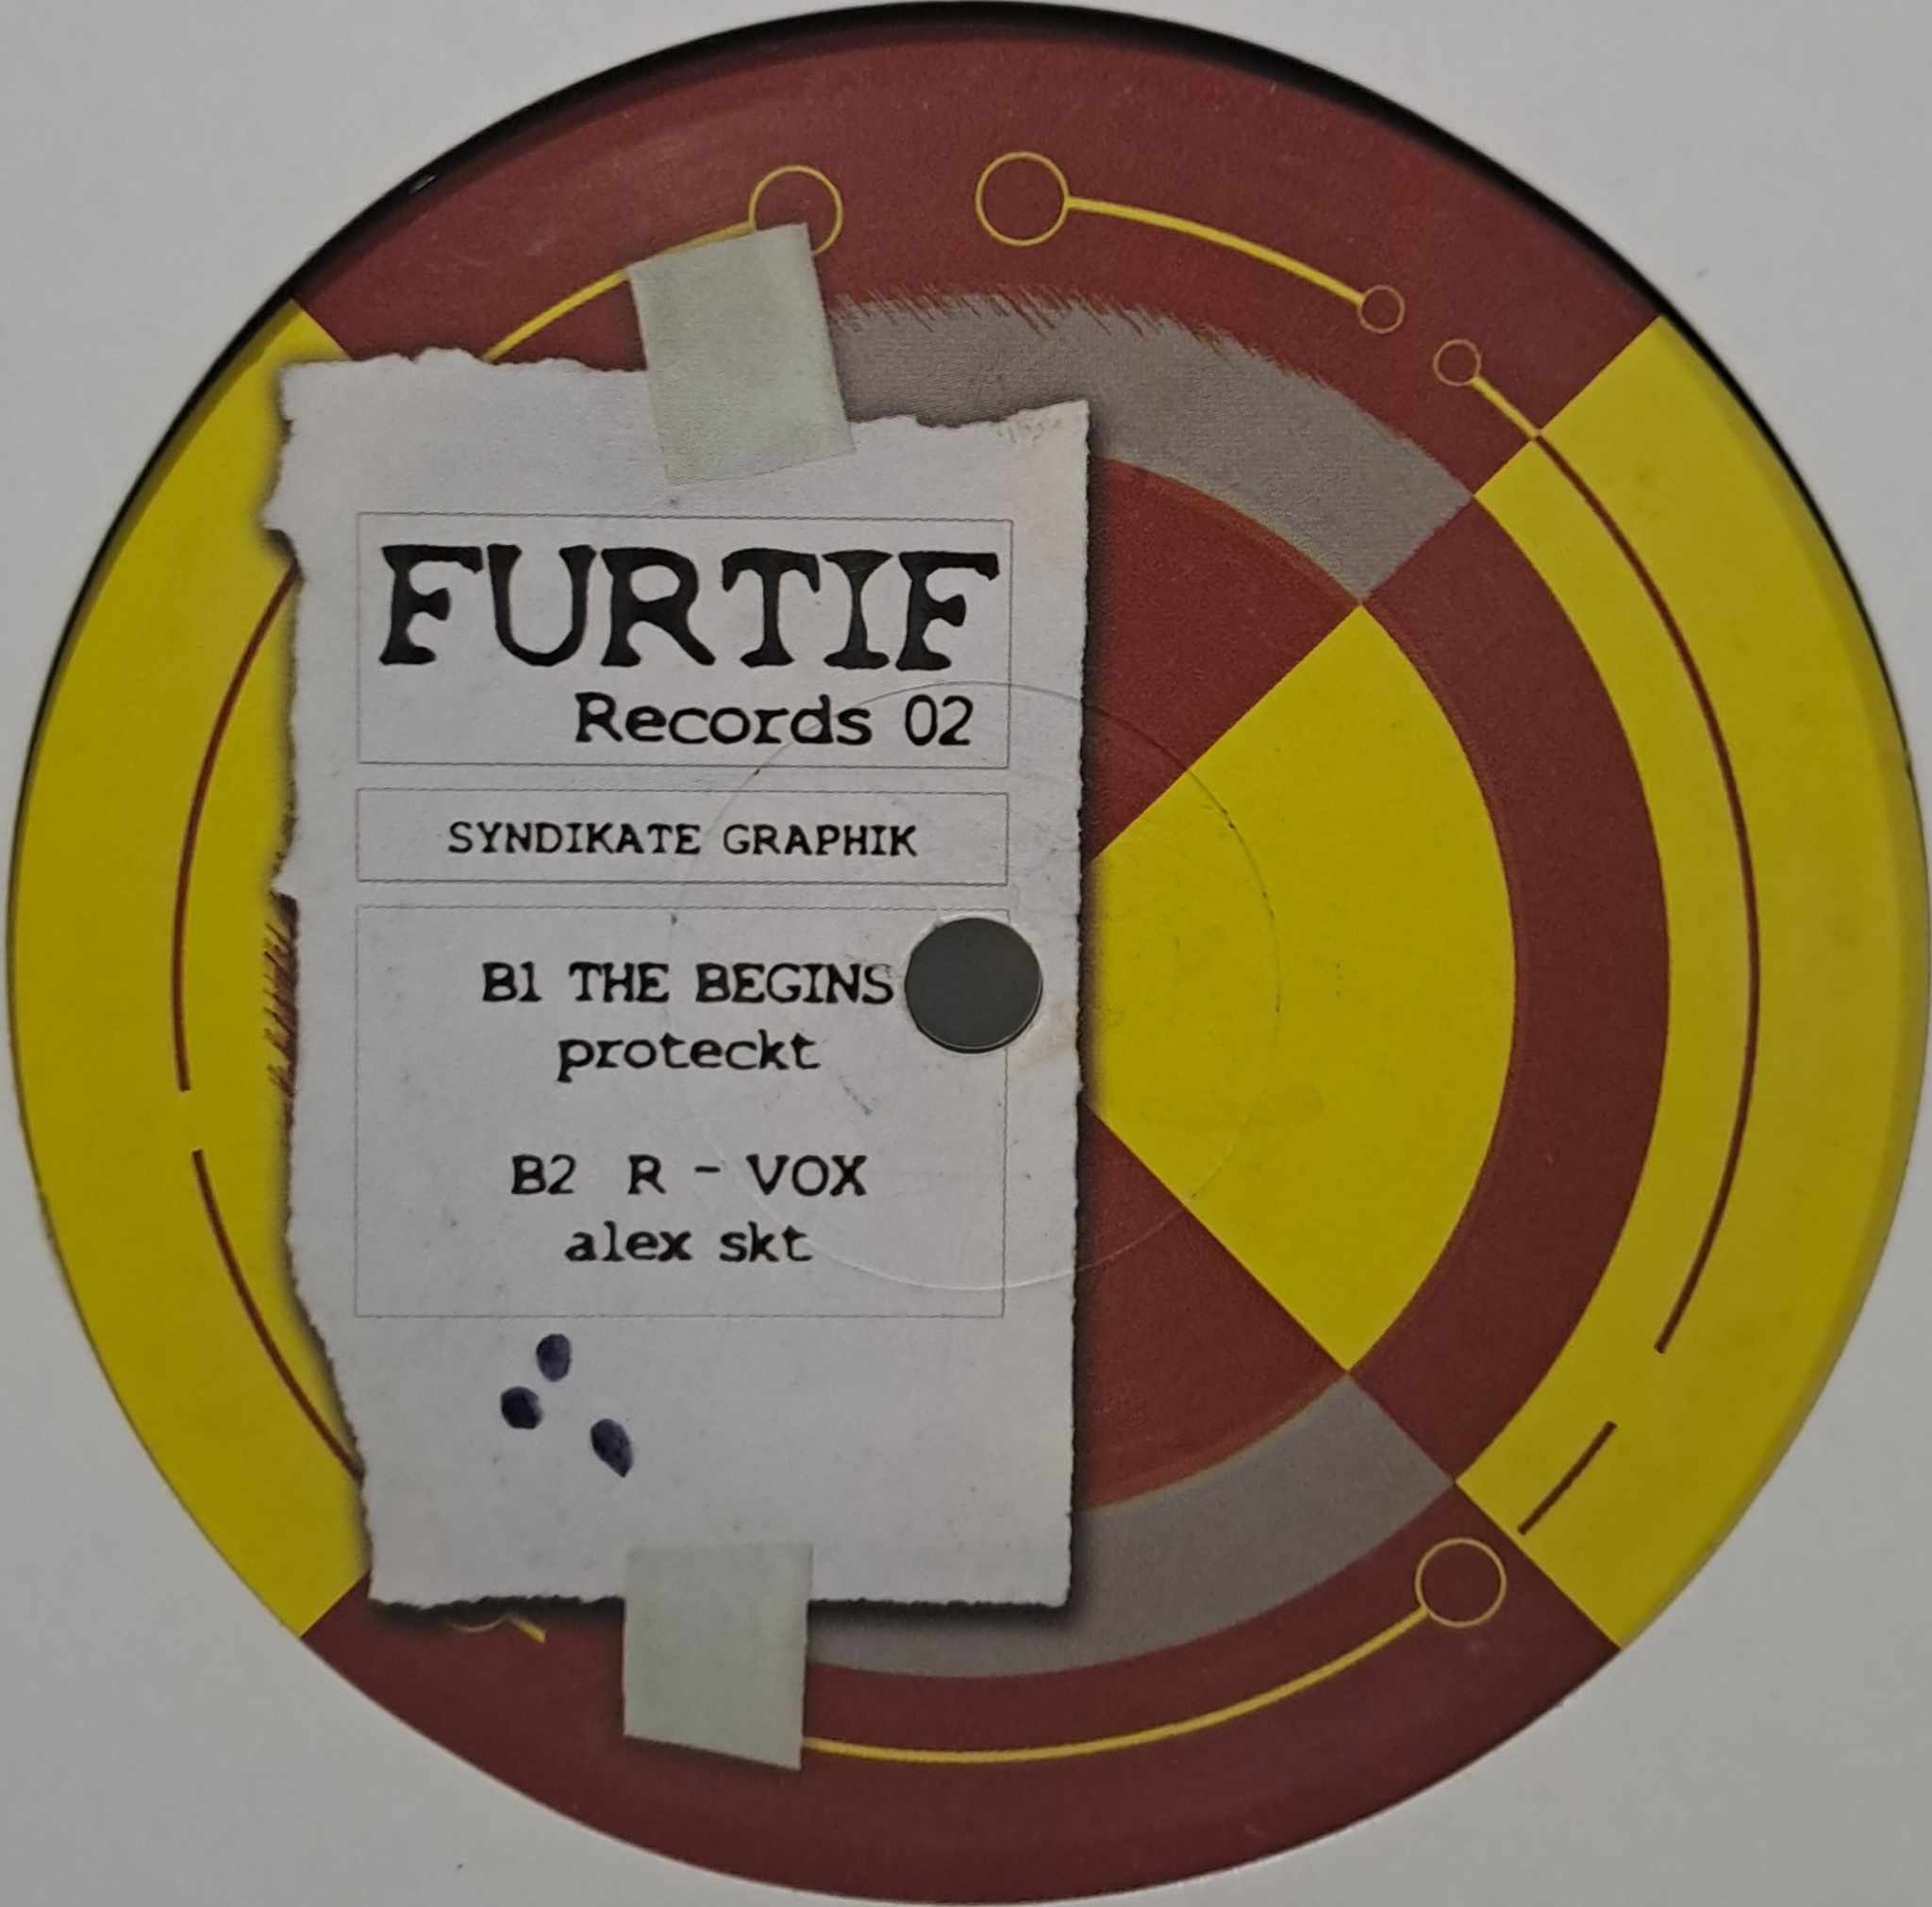 FURTIF
Records 02
SYNDIKATE GRAPHIK
B1 THE BEGINS
proteckt
B2 R - VOX
alex skt